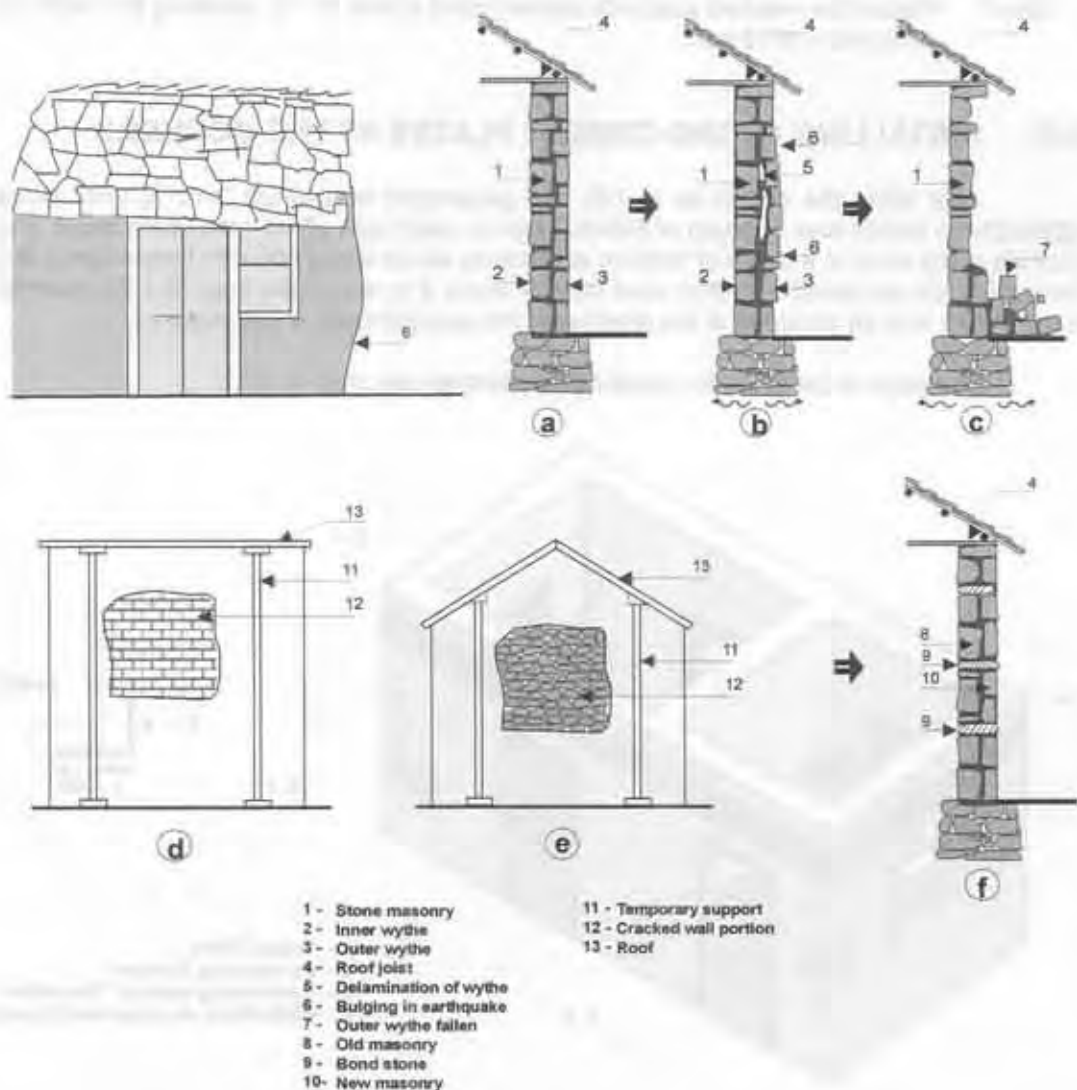 4 4 4
1 1 6 5 1
7
2 3 2 6 3
6
a b c
4
13
11
12
13
11
12
8
9
10
9
d e f
1 - Stone masonry
2 - Inner wythe
3 - Outer wythe
4 - Roof joist
5 - Delamination of wythe
6 - Bulging in earthquake
7 - Outer wythe fallen
8 - Old masonry
9 - Bond stone
10- New masonry
11 - Temporary support
12 - Cracked wall portion
13 - Roof